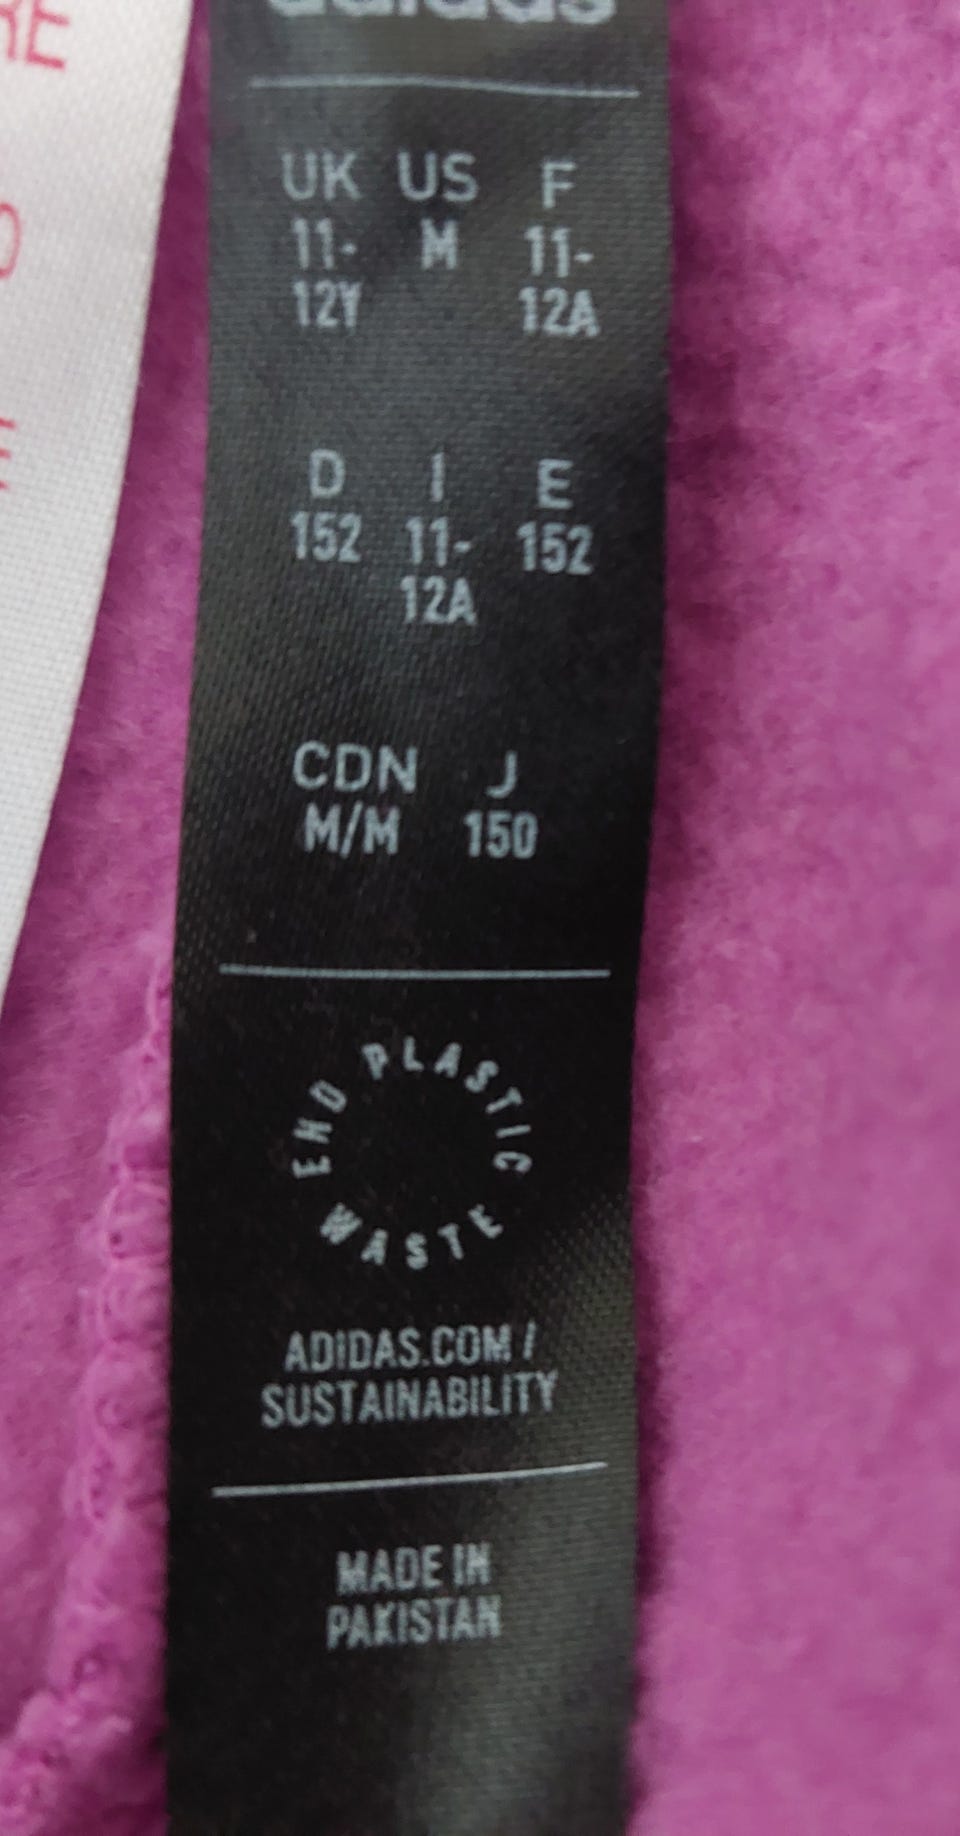 adidas
UK US F
11- M 11-
12Y 12A
D I E
152 11- 152
12A
CDN J
M/M 150
END PLASTIC WASTE
ADIDAS.COM /
SUSTAINABILITY
MADE IN
PAKISTAN